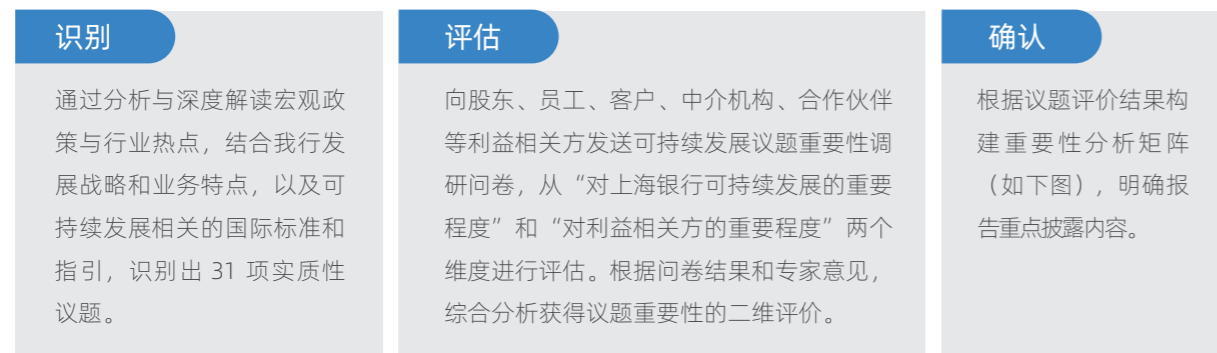 识别
通过分析与深度解读宏观政
策与行业热点，结合我行发
展战略和业务特点，以及可
持续发展相关的国际标准和
指引，识别出 31 项实质性
议题。
评估
向股东、员工、客户、中介机构、合作伙伴
等利益相关方发送可持续发展议题重要性调
研问卷，从“对上海银行可持续发展的重要
程度”和“对利益相关方的重要程度”两个
维度进行评估。根据问卷结果和专家意见，
综合分析获得议题重要性的二维评价。
确认
根据议题评价结果构
建重要性分析矩阵
（如下图），明确报
告重点披露内容。